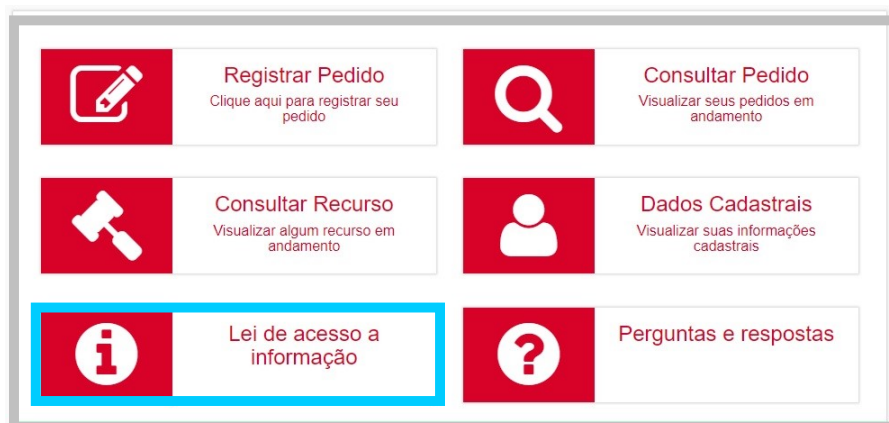 Registrar Pedido
Clique aqui para registrar seu
pedido
Consultar Pedido
Visualizar seus pedidos em
andamento
Consultar Recurso
Visualizar algum recurso em
andamento
Dados Cadastrais
Visualizar suas informações
cadastrais
Lei de acesso a
informação
Perguntas e respostas